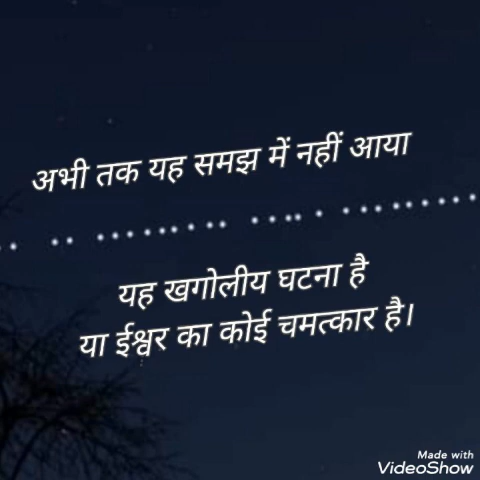 अभी तक यह समझ में नहीं आया
यह खगोलीय घटना है
या ईश्वर का कोई चमत्कार है।
Made with
VideoShow